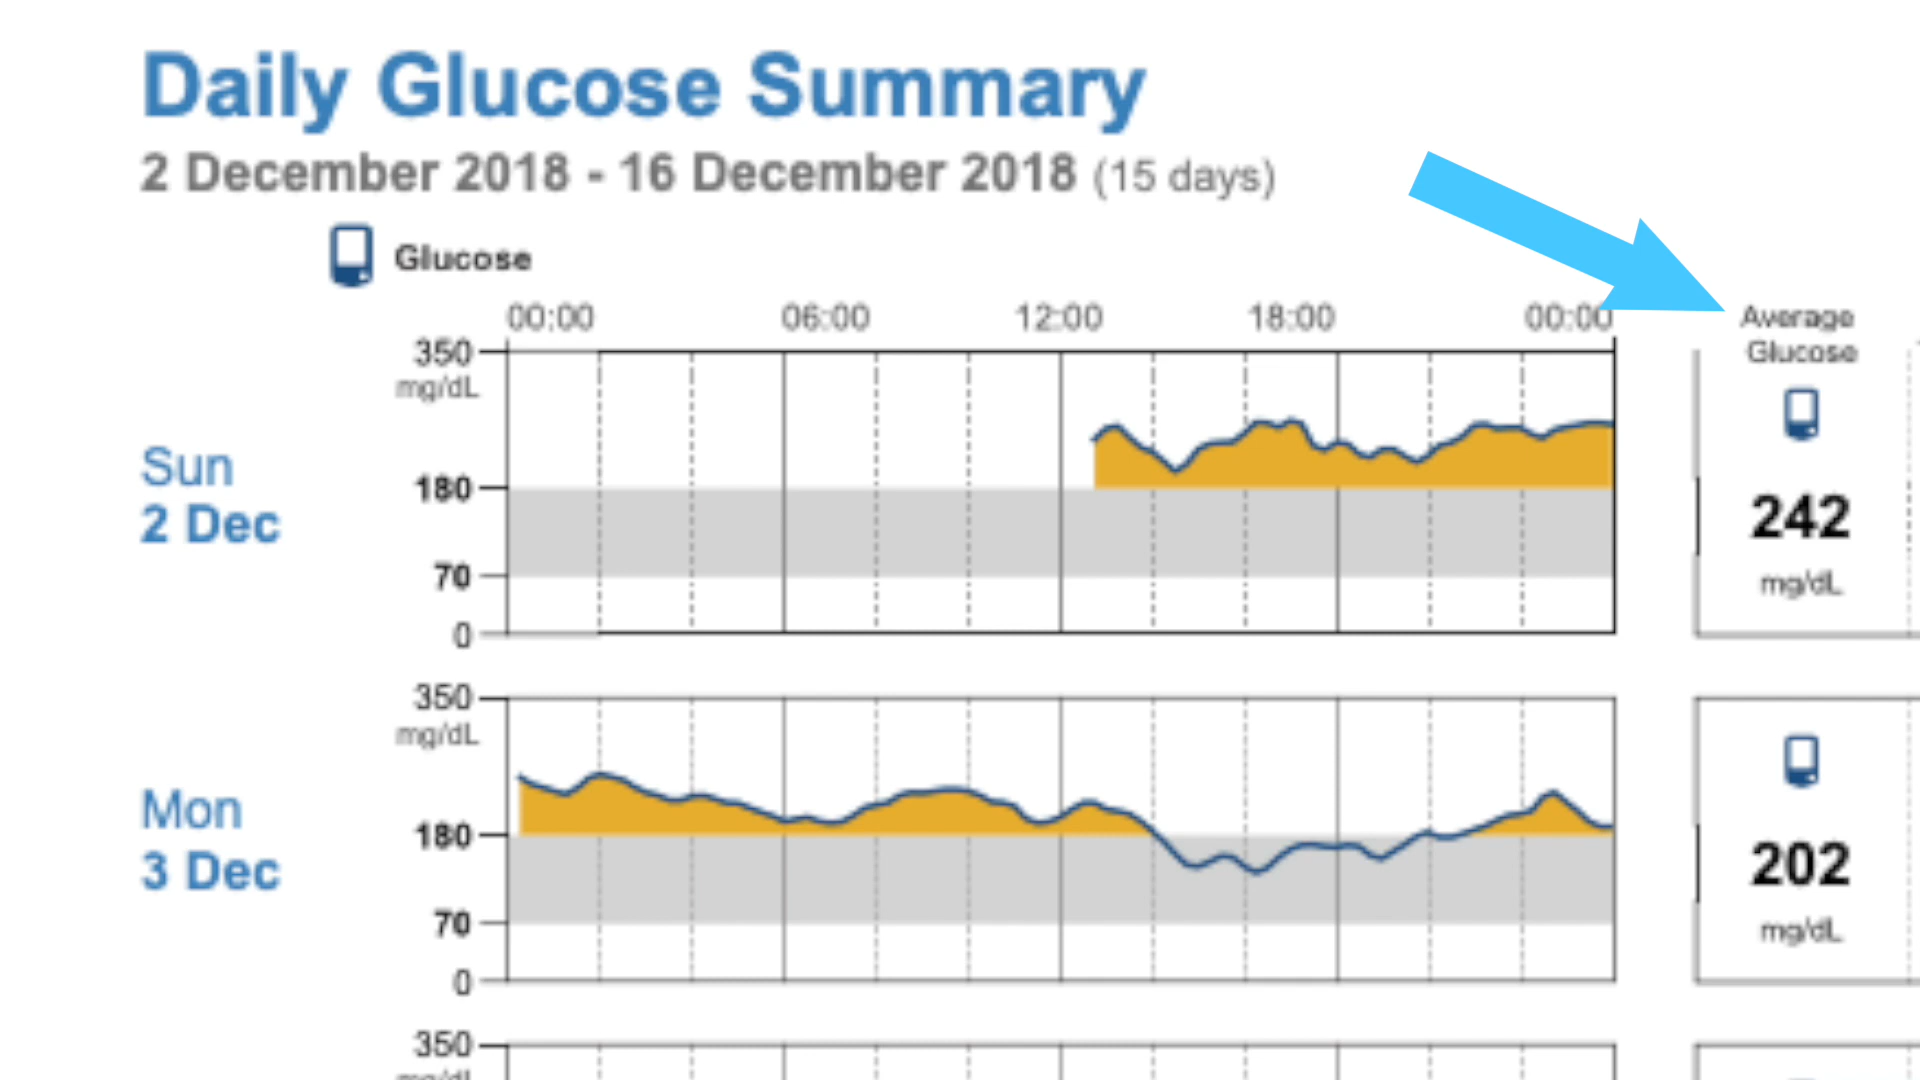 Daily Glucose Summary
2 December 2018 - 16 December 2018 (15 days)
Glucose
00:00 06:00 12:00 18:00 00:00
Average
Glucose
350
mg/dL
Sun
2 Dec
180
70
0
242
mg/dL
350
mg/dL
Mon
3 Dec
180
70
0
202
mg/dL
350
mg/dL